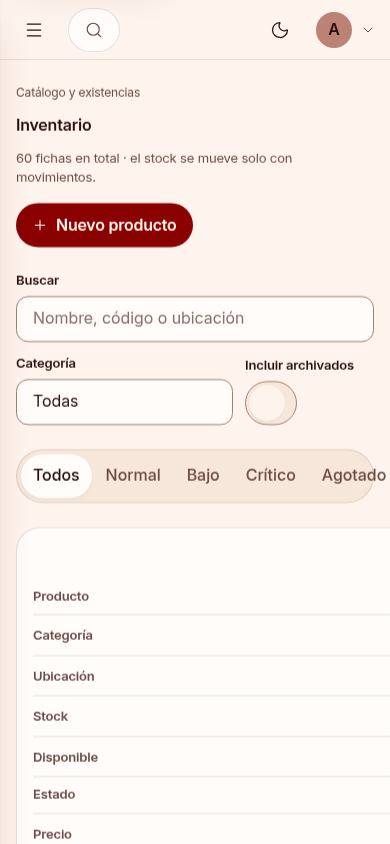 A
Catálogo y existencias
Inventario
60 fichas en total · el stock se mueve solo con
movimientos.
+ Nuevo producto
Buscar
Nombre, código o ubicación
Categoría
Incluir archivados
Todas
Todos Normal Bajo Crítico Agotado
Producto
Categoría
Ubicación
Stock
Disponible
Estado
Precio